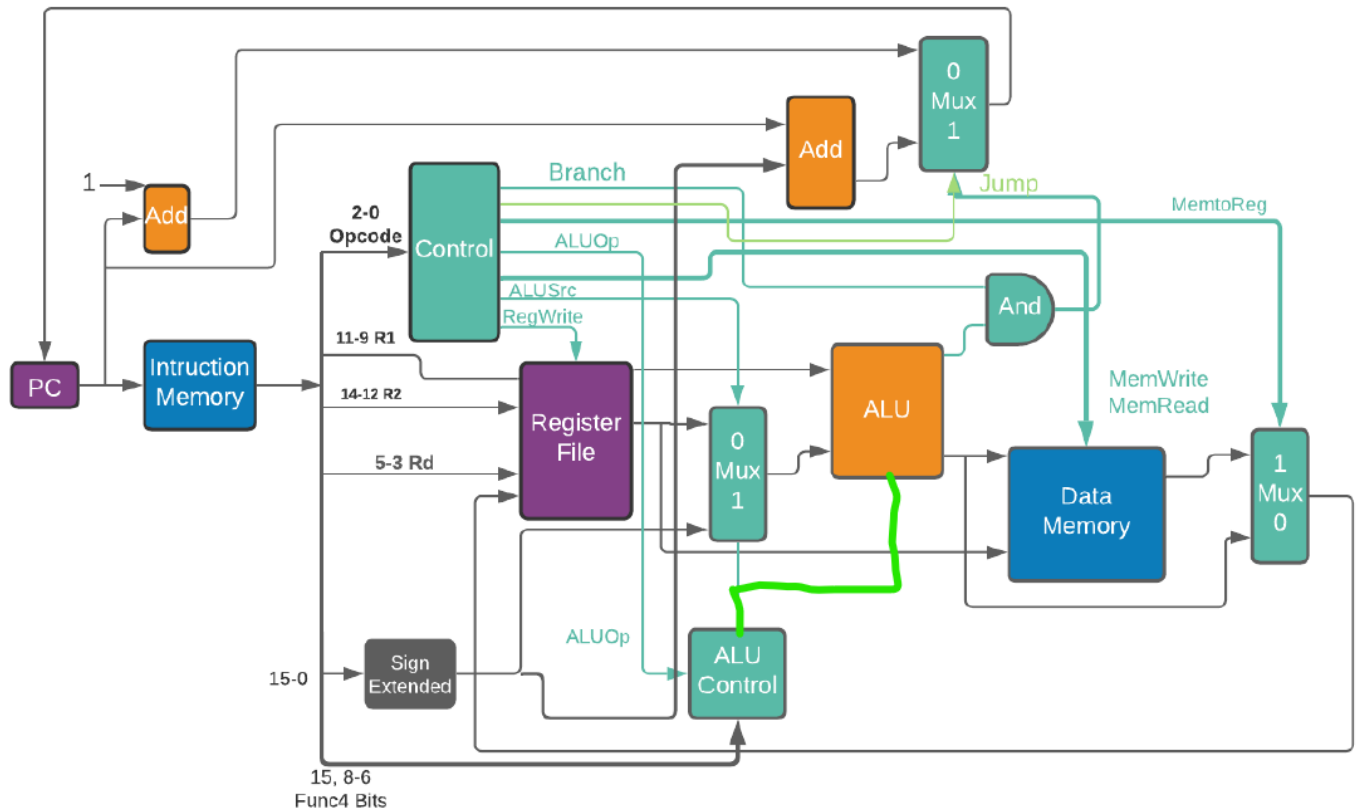 0
Mux
1
Add
Branch
Jump
1
Add
MemtoReg
2-0
Opcode
Control
ALUOp
ALUSrc
And
RegWrite
11-9 R1
PC
Intruction
Memory
MemWrite
MemRead
14-12 R2
Register
File
ALU
0
Mux
1
5-3 Rd
Data
Memory
1
Mux
0
ALUOp
Sign
Extended
ALU
Control
15-0
15, 8-6
Func4 Bits